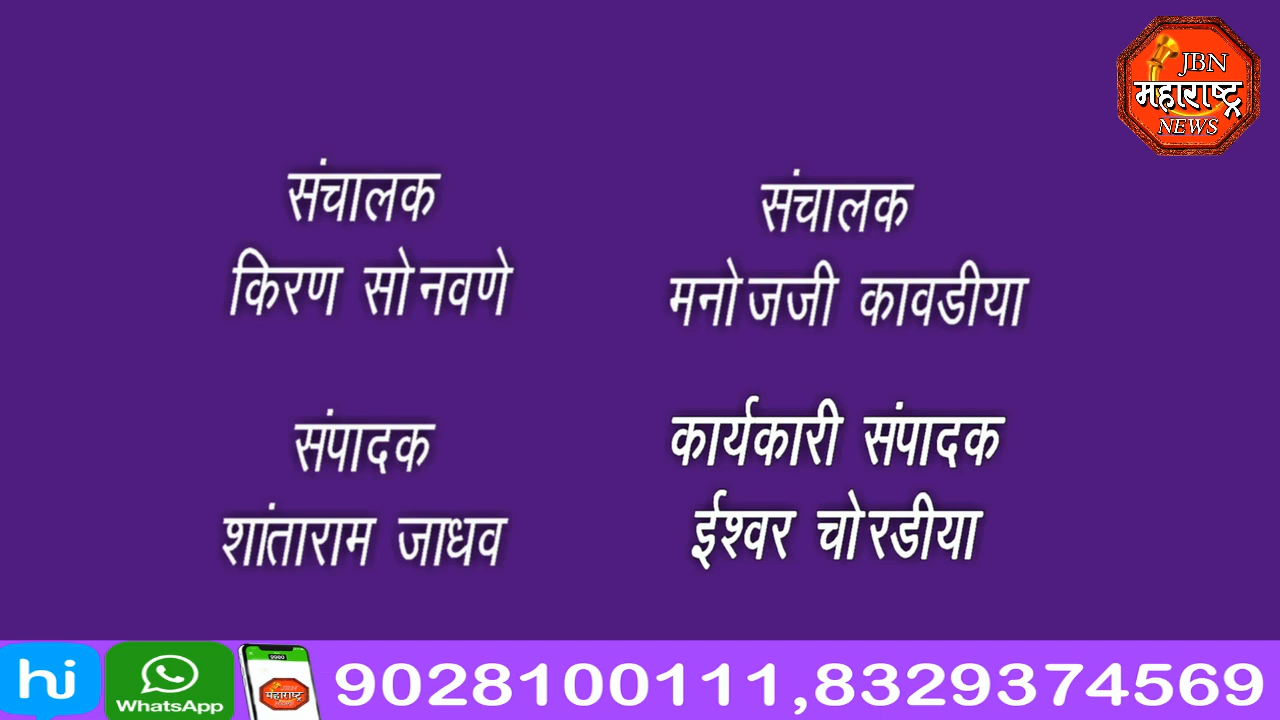 JBN
महाराष्ट्र
NEWS
संचालक
किरण सोनवणे
संचालक
मनोजजी कावडीया
संपादक
शांताराम जाधव
कार्यकारी संपादक
ईश्वर चोरडीया
hi
WhatsApp
महाराष्ट्र
9028100111,8329374569